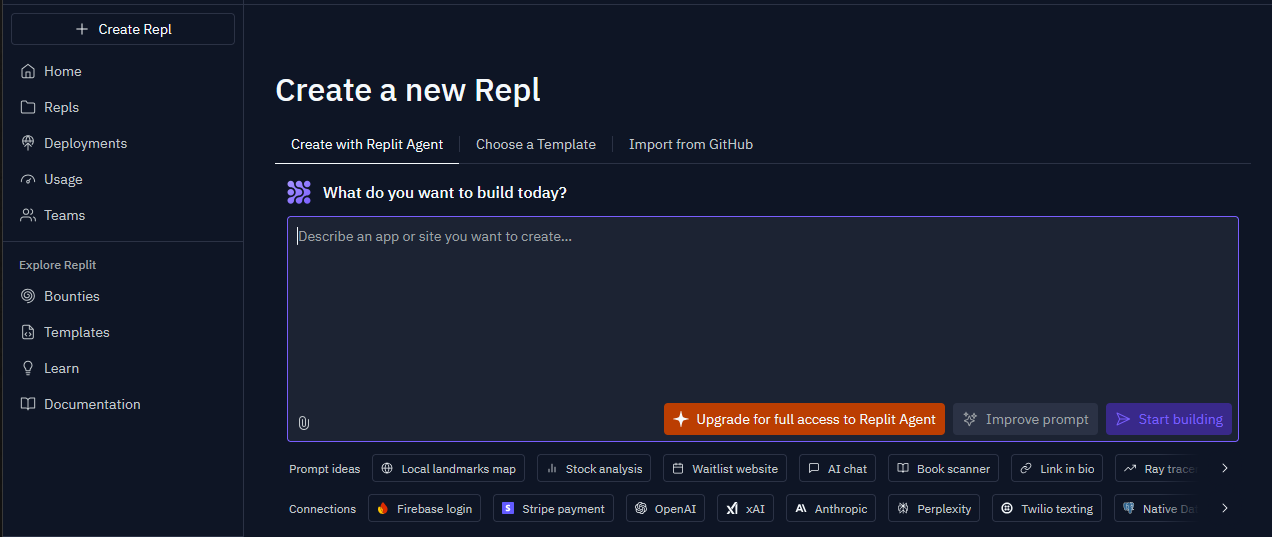 Create Repl
Home
Repls
Deployments
Usage
Teams
Explore Replit
Bounties
Templates
Learn
Documentation
Create a new Repl
Create with Replit Agent Choose a Template Import from GitHub
What do you want to build today?
Describe an app or site you want to create...
Upgrade for full access to Replit Agent Improve prompt Start building
Prompt ideas Local landmarks map Stock analysis Waitlist website AI chat Book scanner Link in bio Ray trace
Connections Firebase login Stripe payment OpenAI xAI Anthropic Perplexity Twilio texting Native Da